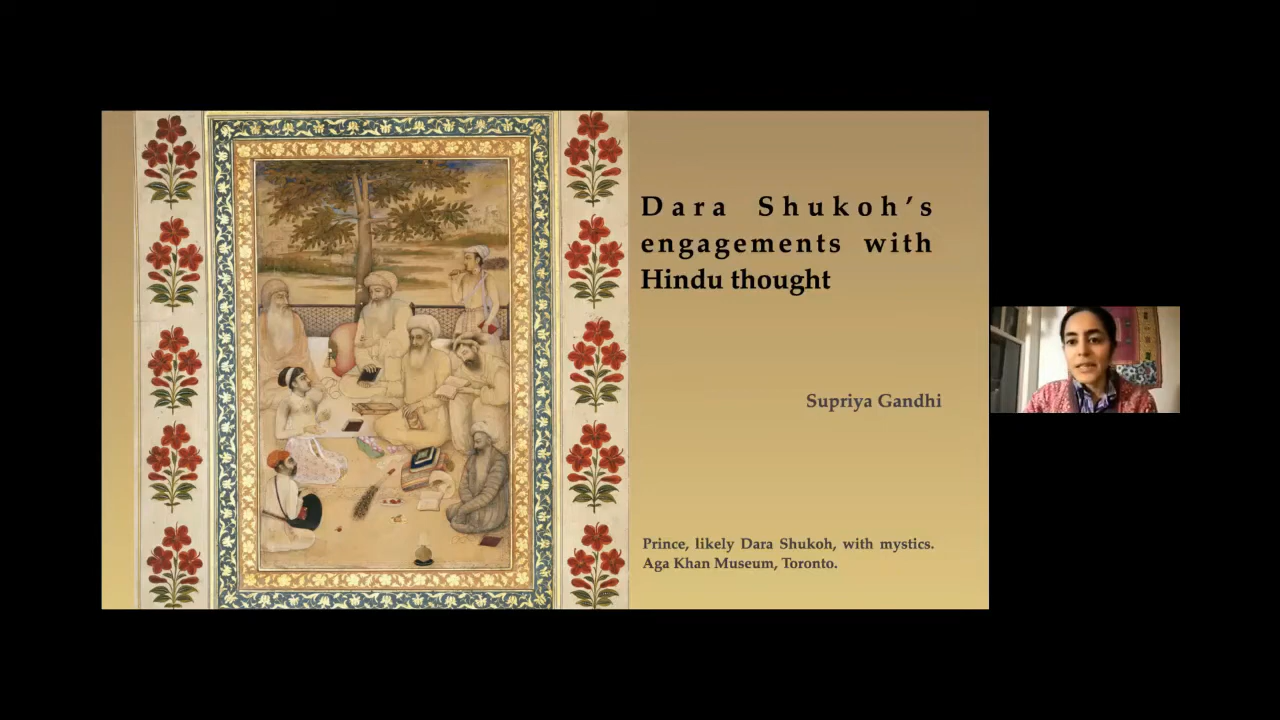 Dara Shukoh’s
engagements with
Hindu thought
Supriya Gandhi
Prince, likely Dara Shukoh, with mystics.
Aga Khan Museum, Toronto.